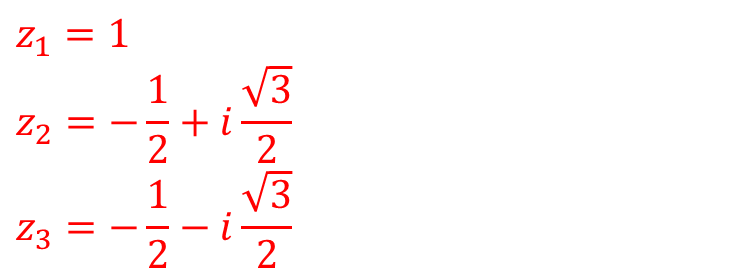 z₁ = 1
z₂ = −1/2 + i √3/2
z₃ = −1/2 − i √3/2